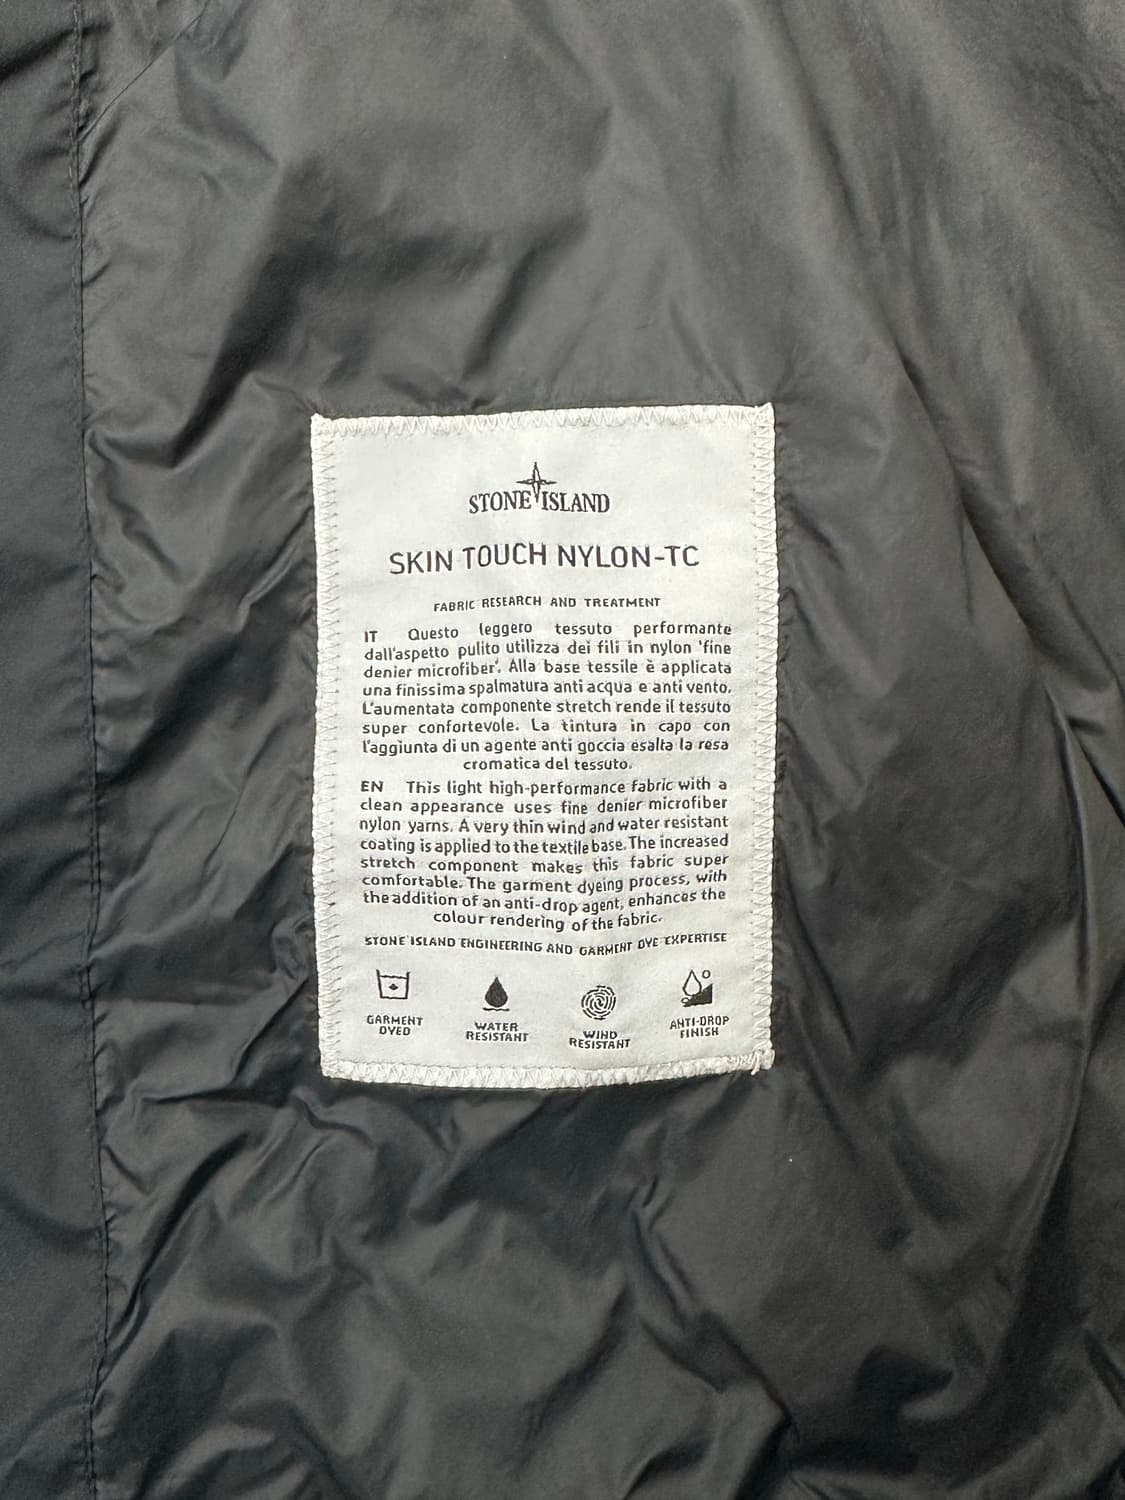 STONE ISLAND
SKIN TOUCH NYLON-TC
FABRIC RESEARCH AND TREATMENT
IT Questo leggero tessuto performante
dall'aspetto pulito utilizza dei fili in nylon 'fine
denier microfiber'. Alla base tessile è applicata
una finissima spalmatura anti acqua e anti vento.
L'aumentata componente stretch rende il tessuto
super confortevole. La tintura in capo con
l'aggiunta di un agente anti goccia esalta la resa
cromatica del tessuto.
EN This light high-performance fabric with a
clean appearance uses fine denier microfiber
nylon yarns. A very thin wind and water resistant
coating is applied to the textile base. The increased
stretch component makes this fabric super
comfortable. The garment dyeing process, with
the addition of an anti-drop agent, enhances the
colour rendering of the fabric.
STONE ISLAND ENGINEERING AND GARMENT DYE EXPERTISE
GARMENT
DYED
WATER
RESISTANT
WIND
RESISTANT
ANTI-DROP
FINISH